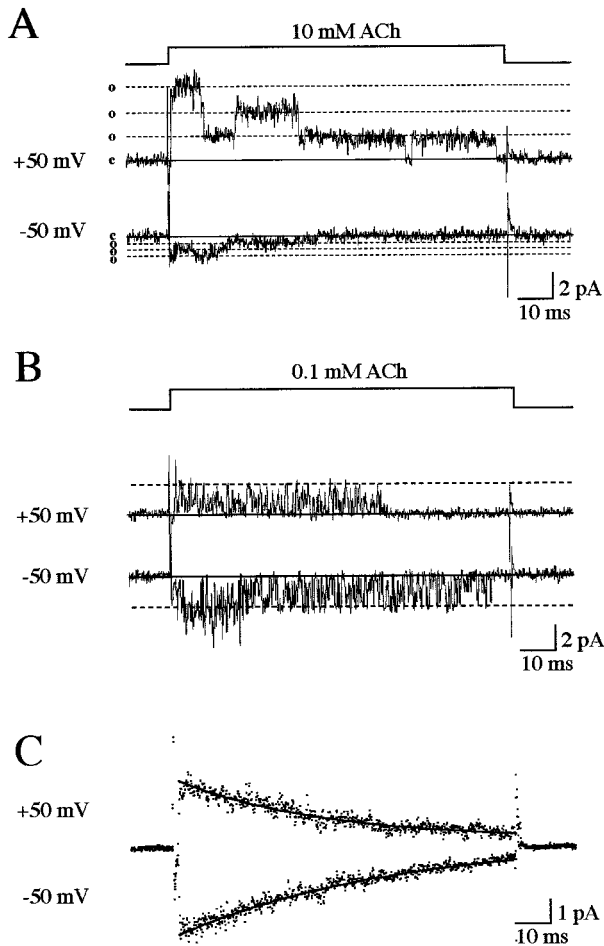 A
10 mM ACh
o
o
o
+50 mV c
-50 mV c
o
o
o
2 pA
10 ms
B
0.1 mM ACh
+50 mV
-50 mV
2 pA
10 ms
C
+50 mV
-50 mV
1 pA
10 ms